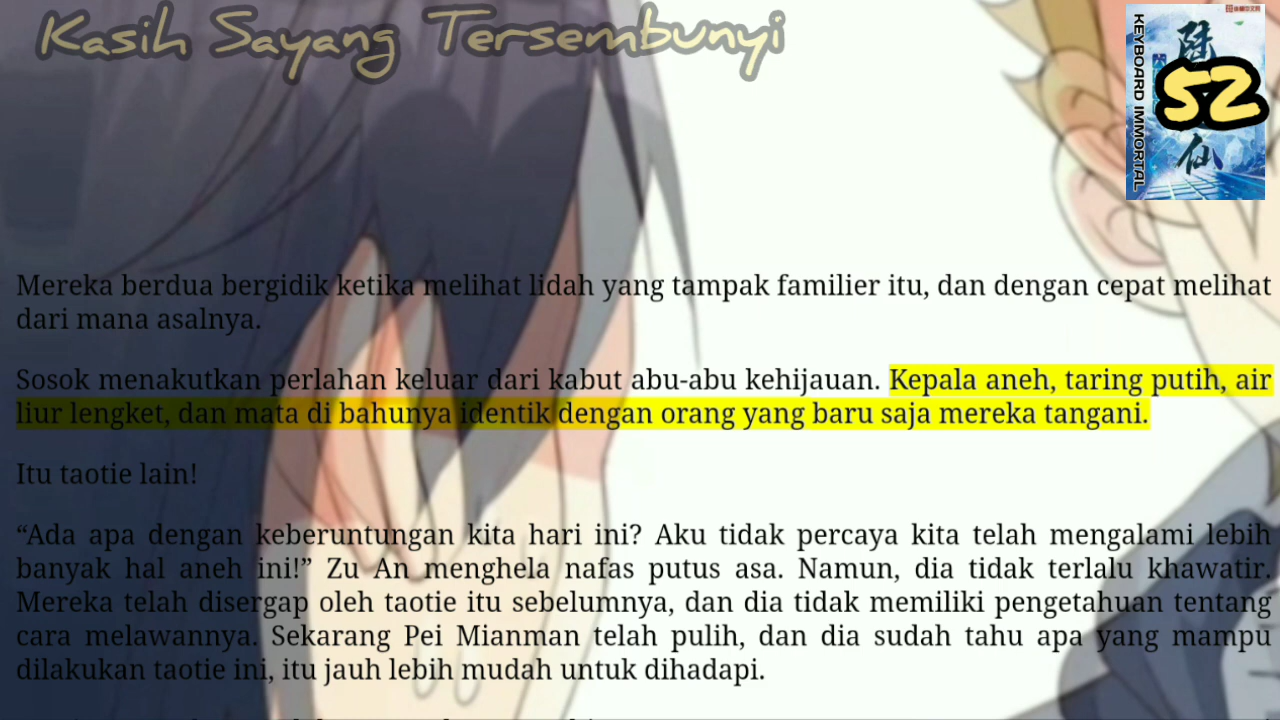 Kasih Sayang Tersembunyi
KEYBOARD IMMORTAL
陆
仙
52
Mereka berdua bergidik ketika melihat lidah yang tampak familier itu, dan dengan cepat melihat
dari mana asalnya.
Sosok menakutkan perlahan keluar dari kabut abu-abu kehijauan. Kepala aneh, taring putih, air
liur lengket, dan mata di bahunya identik dengan orang yang baru saja mereka tangani.
Itu taotie lain!
“Ada apa dengan keberuntungan kita hari ini? Aku tidak percaya kita telah mengalami lebih
banyak hal aneh ini!” Zu An menghela nafas putus asa. Namun, dia tidak terlalu khawatir.
Mereka telah disergap oleh taotie itu sebelumnya, dan dia tidak memiliki pengetahuan tentang
cara melawannya. Sekarang Pei Mianman telah pulih, dan dia sudah tahu apa yang mampu
dilakukan taotie ini, itu jauh lebih mudah untuk dihadapi.